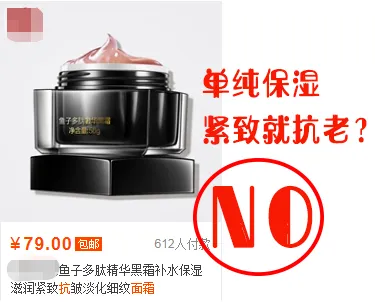 单纯保湿
紧致就抗老?
NO
鱼子多肽精华黑霜
净含量50g
¥79.00 包邮 612人付款
鱼子多肽精华黑霜补水保湿
滋润紧致抗皱淡化细纹面霜